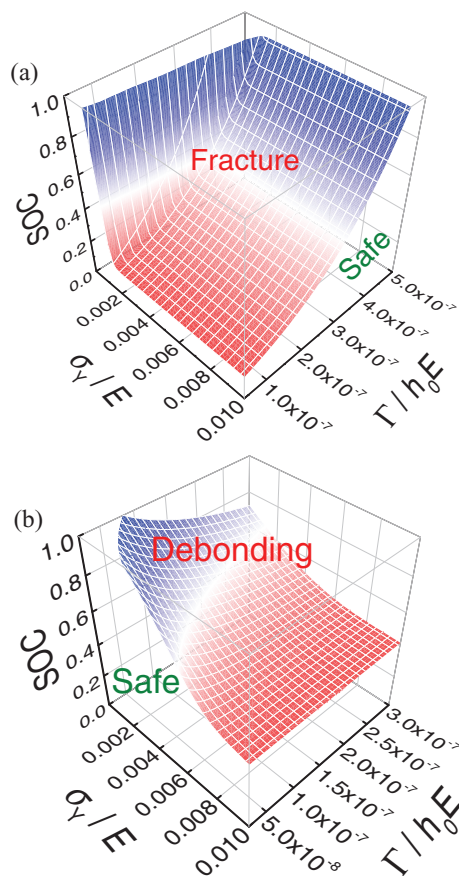 (a)
1.0
0.8
0.6
0.4
0.2
0.0
SOC
Fracture
Safe
0.002
0.004
0.006
0.008
0.010
σY / E
5.0x10⁻⁷
4.0x10⁻⁷
3.0x10⁻⁷
2.0x10⁻⁷
1.0x10⁻⁷
Γ / h₀E
(b)
1.0
0.8
0.6
0.4
0.2
0.0
SOC
Debonding
Safe
0.002
0.004
0.006
0.008
0.010
σY / E
3.0x10⁻⁷
2.5x10⁻⁷
2.0x10⁻⁷
1.5x10⁻⁷
1.0x10⁻⁷
5.0x10⁻⁸
Γ / h₀E